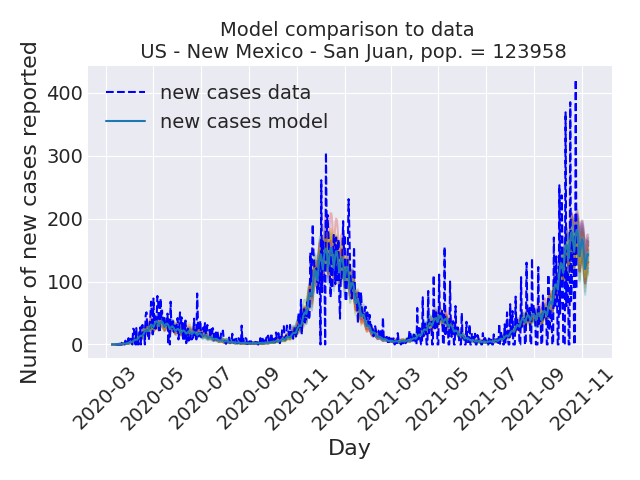 Model comparison to data
US - New Mexico - San Juan, pop. = 123958
Number of new cases reported
400
300
200
100
0
new cases data
new cases model
2020-03
2020-05
2020-07
2020-09
2020-11
2021-01
2021-03
2021-05
2021-07
2021-09
2021-11
Day